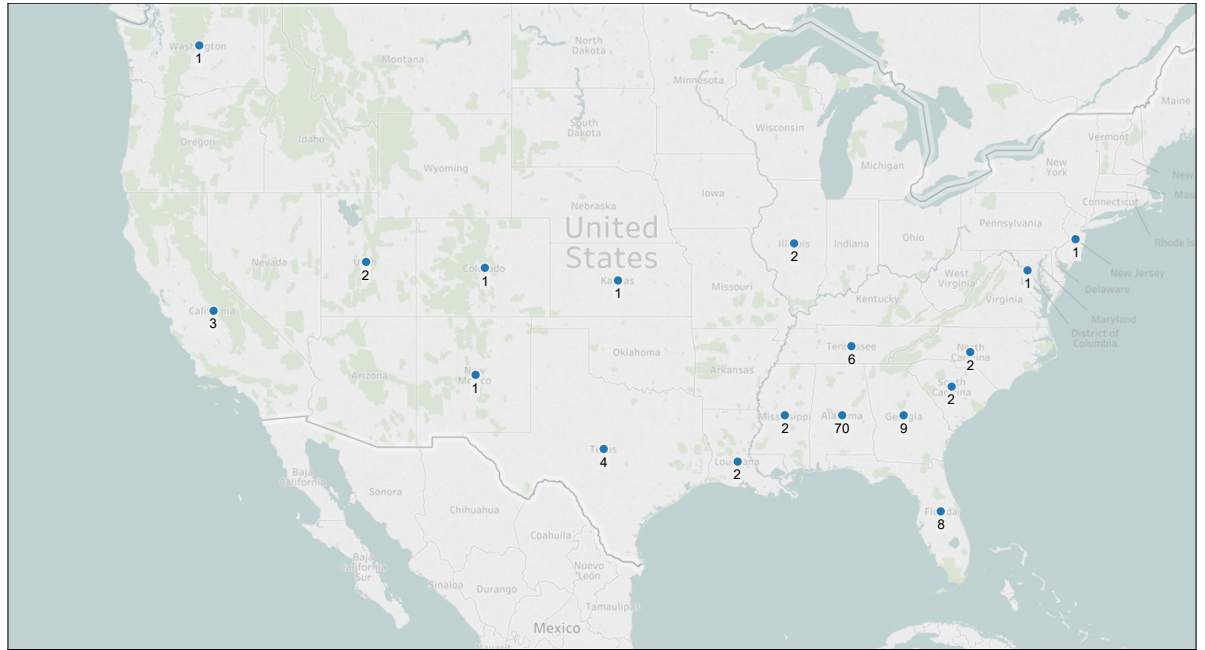 Washington
1
Montana
North
Dakota
Minnesota
Maine
Oregon
Idaho
South
Dakota
Wisconsin
Michigan
Vermont
Wyoming
New
York
New
Mas
Iowa
Connecticut
Nebraska
Pennsylvania
United
States
Nevada
Utah
2
Colorado
1
Kansas
1
Illinois
2
Indiana
Ohio
1
Rhode Is
West
Virginia
1
New Jersey
Delaware
Missouri
Kentucky
Virginia
Maryland
District of
Columbia
California
3
Oklahoma
Tennessee
6
North
Carolina
2
Arizona
New
Mexico
1
Arkansas
South
Carolina
2
Mississippi
2
Alabama
70
Georgia
9
Texas
4
Louisiana
2
Baja
California
Sonora
Chihuahua
Florida
8
Coahuila
Baja
California
Sur
Sinaloa
Durango
Nuevo
León
Tamaulipas
Mexico
Nayarit